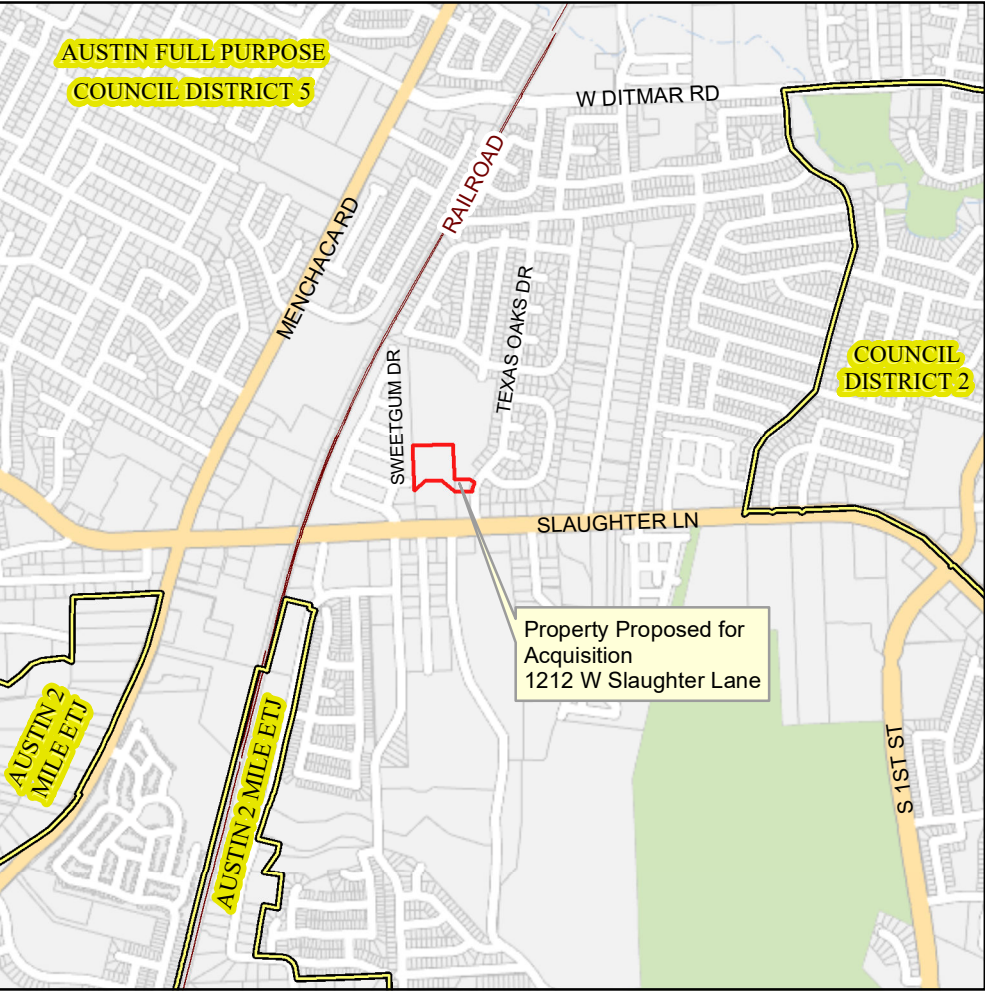 AUSTIN FULL PURPOSE
COUNCIL DISTRICT 5
W DITMAR RD
RAILROAD
MENCHACA RD
TEXAS OAKS DR
SWEETGUM DR
COUNCIL
DISTRICT 2
SLAUGHTER LN
Property Proposed for
Acquisition
1212 W Slaughter Lane
AUSTIN 2
MILE ETJ
AUSTIN 2 MILE ETJ
S 1ST ST